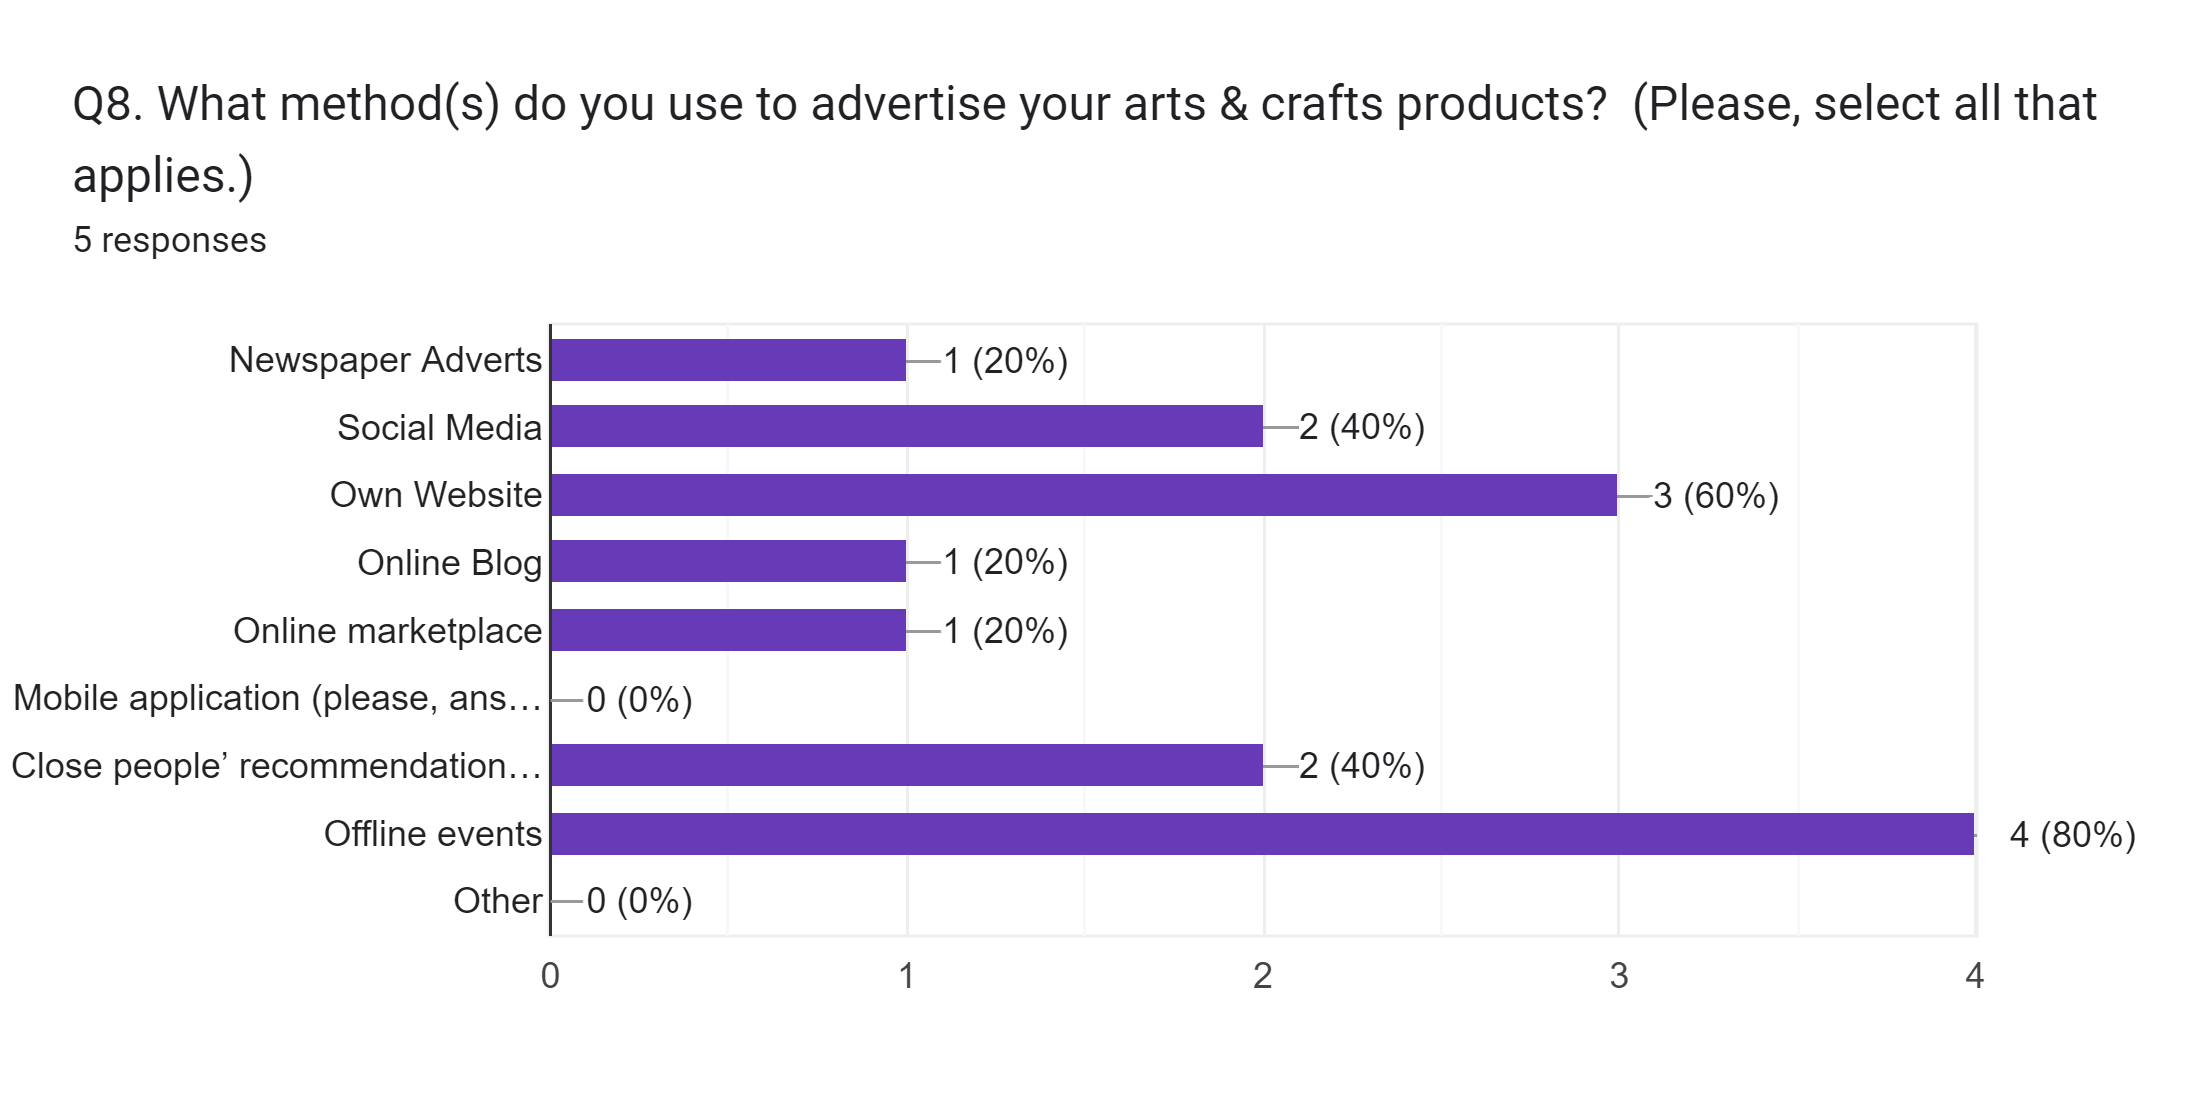 Q8. What method(s) do you use to advertise your arts & crafts products?  (Please, select all that
applies.)
5 responses
Newspaper Adverts 1 (20%)
Social Media 2 (40%)
Own Website 3 (60%)
Online Blog 1 (20%)
Online marketplace 1 (20%)
Mobile application (please, ans… 0 (0%)
Close people’ recommendation… 2 (40%)
Offline events 4 (80%)
Other 0 (0%)
0 1 2 3 4